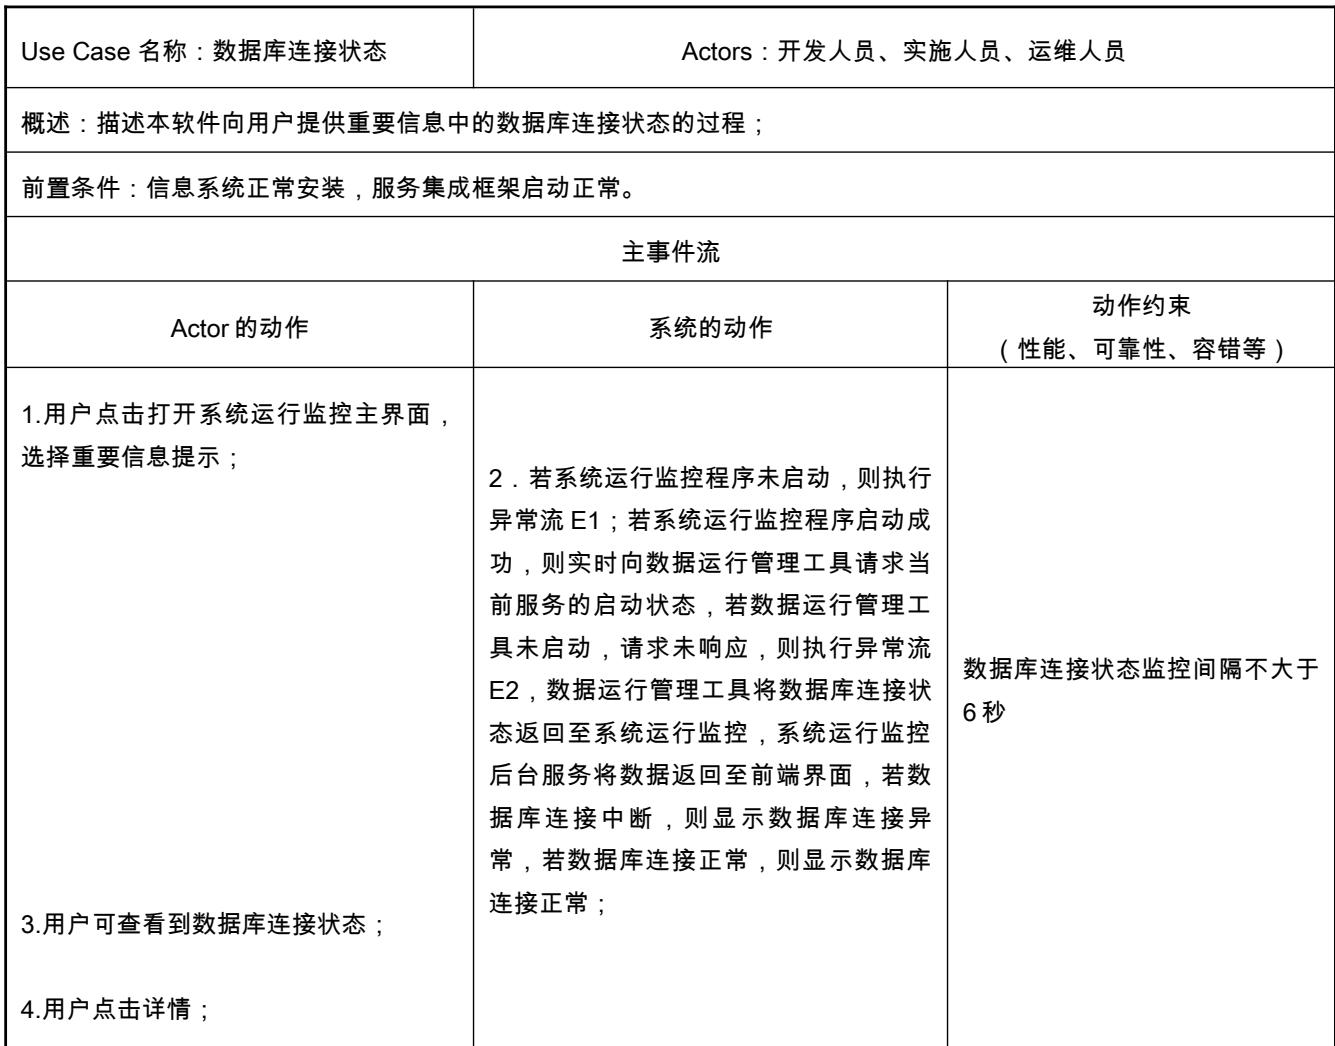 Use Case 名称：数据库连接状态
Actors：开发人员、实施人员、运维人员
概述：描述本软件向用户提供重要信息中的数据库连接状态的过程；
前置条件：信息系统正常安装，服务集成框架启动正常。
主事件流
Actor 的动作
系统的动作
动作约束
（性能、可靠性、容错等）
1.用户点击打开系统运行监控主界面，
选择重要信息提示；
2．若系统运行监控程序未启动，则执行
异常流 E1；若系统运行监控程序启动成
功，则实时向数据运行管理工具请求当
前服务的启动状态，若数据运行管理工
具未启动，请求未响应，则执行异常流
E2，数据运行管理工具将数据库连接状
态返回至系统运行监控，系统运行监控
后台服务将数据返回至前端界面，若数
据库连接中断，则显示数据库连接异
常，若数据库连接正常，则显示数据库
连接正常；
数据库连接状态监控间隔不大于
6 秒
3.用户可查看到数据库连接状态；
4.用户点击详情；